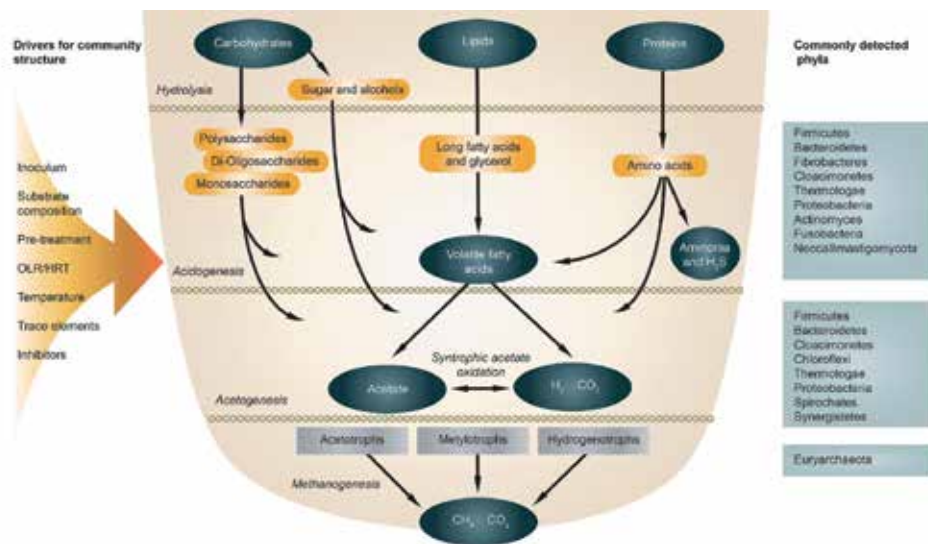 Drivers for community
structure
Inoculum
Substrate
composition
Pre-treatment
OLR/HRT
Temperature
Trace elements
Inhibitors
Carbohydrates
Lipids
Proteins
Hydrolysis
Sugar and alcohols
Polysaccharides
Di-Oligosaccharides
Monosaccharides
Long fatty acids
and glycerol
Amino acids
Acidogenesis
Volatile fatty
acids
and H₂S
Syntrophic acetate
oxidation
Acetate
H₂ CO₂
Acetogenesis
Acetotrophs
Metylotrophs
Hydrogenotrophs
Methanogenesis
CH₄ CO₂
Commonly detected
phyla
Firmicutes
Bacteroidetes
Fibrobacteres
Cloacimonetes
Thermotogae
Proteobacteria
Actinomyces
Fusobacteria
Neocallimastigomycota
Firmicutes
Bacteroidetes
Cloacimonetes
Chloroflexi
Thermotogae
Proteobacteria
Spirochates
Synergistetes
Euryarchaeota